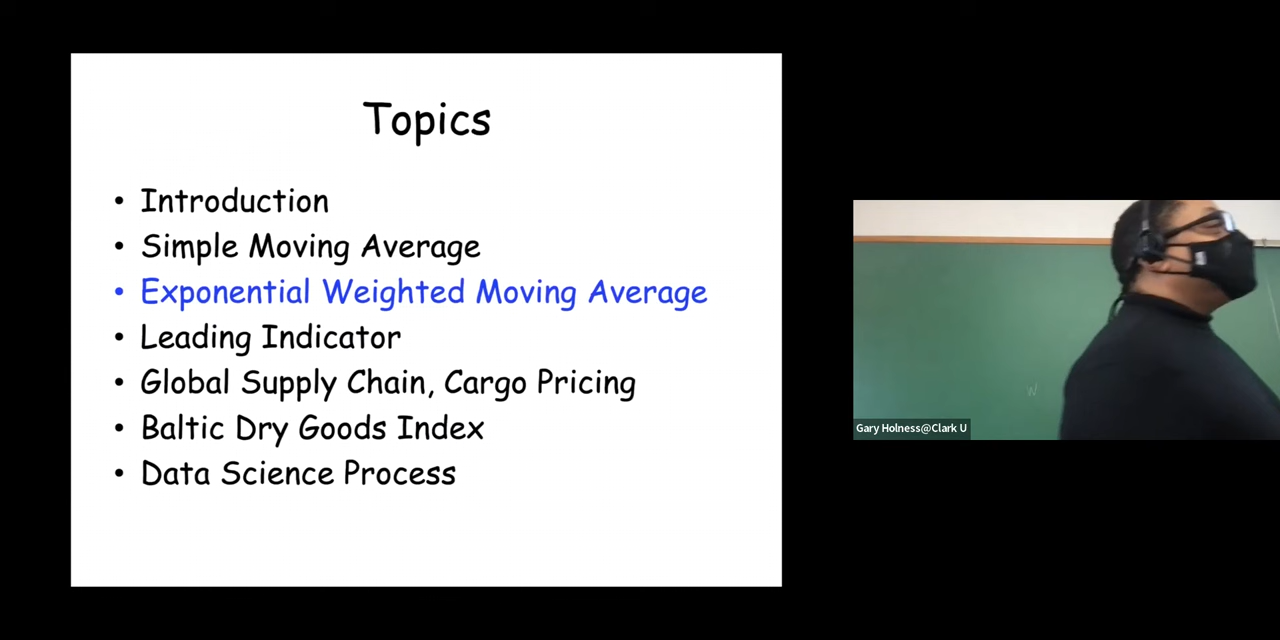 Topics
• Introduction
• Simple Moving Average
• Exponential Weighted Moving Average
• Leading Indicator
• Global Supply Chain, Cargo Pricing
• Baltic Dry Goods Index
• Data Science Process
W
Gary Holness@Clark U